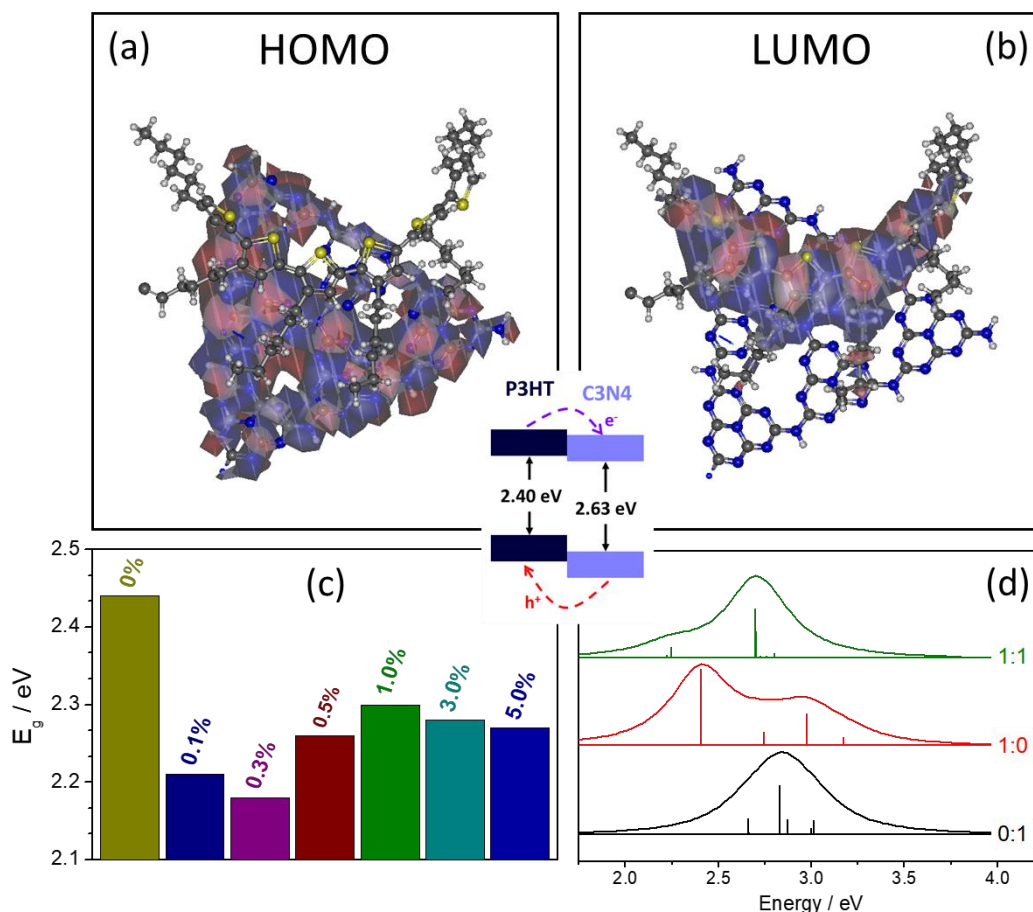 (a)
HOMO
LUMO
(b)
P3HT
C3N4
e⁻
2.40 eV
2.63 eV
h⁺
(c)
E_g / eV
2.5
2.4
2.3
2.2
2.1
0%
0.1%
0.3%
0.5%
1.0%
3.0%
5.0%
(d)
1:1
1:0
0:1
2.0
2.5
3.0
3.5
4.0
Energy / eV